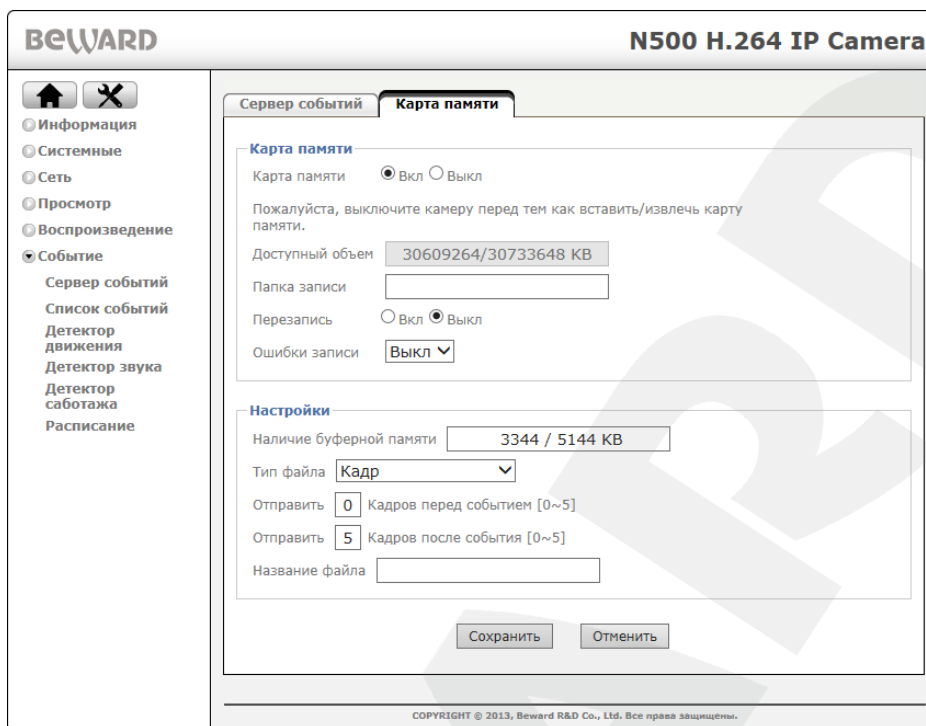 BEWARD
N500 H.264 IP Camera
Информация
Системные
Сеть
Просмотр
Воспроизведение
Событие
Сервер событий
Список событий
Детектор
движения
Детектор звука
Детектор
саботажа
Расписание
Сервер событий Карта памяти
Карта памяти
Карта памяти Вкл Выкл
Пожалуйста, выключите камеру перед тем как вставить/извлечь карту
памяти.
Доступный объем 30609264/30733648 KB
Папка записи
Перезапись Вкл Выкл
Ошибки записи Выкл
Настройки
Наличие буферной памяти 3344 / 5144 KB
Тип файла Кадр
Отправить 0 Кадров перед событием [0~5]
Отправить 5 Кадров после события [0~5]
Название файла
Сохранить Отменить
COPYRIGHT © 2013, Beward R&D Co., Ltd. Все права защищены.